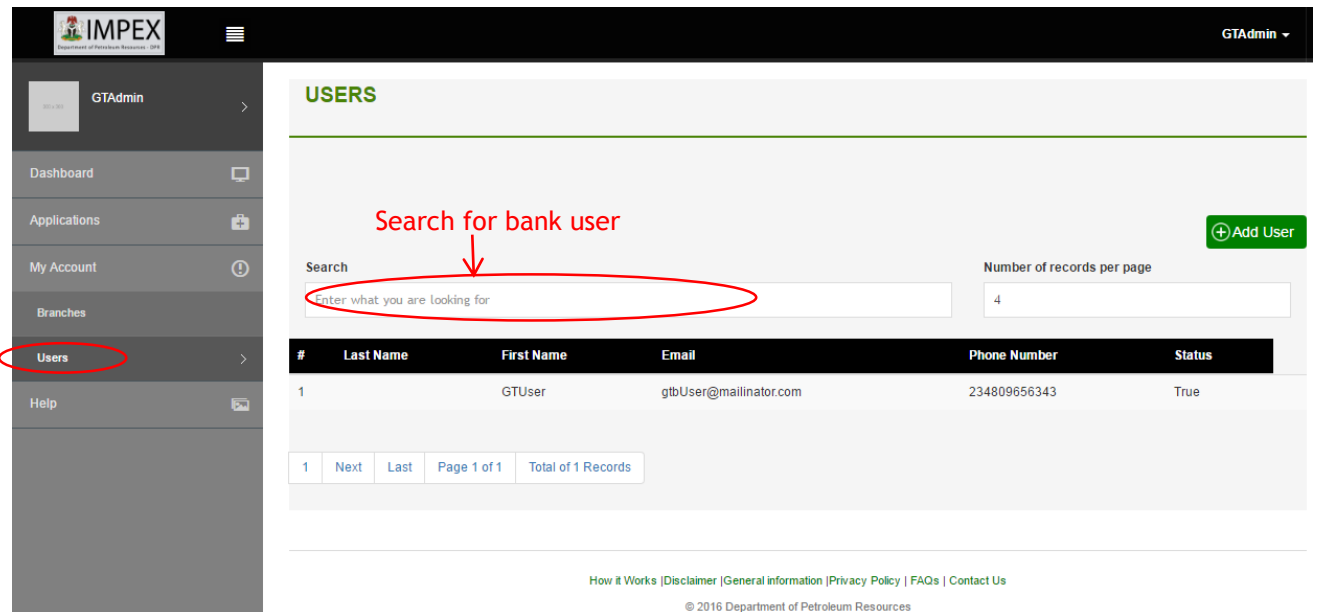 IMPEX
Department of Petroleum Resources - DPR
GTAdmin
GTAdmin
USERS
Dashboard
Applications
Search for bank user
Add User
My Account
Search
Number of records per page
Enter what you are looking for
4
Branches
Users
# Last Name First Name Email Phone Number Status
1 GTUser gtbUser@mailinator.com 234809656343 True
Help
1 Next Last Page 1 of 1 Total of 1 Records
How it Works |Disclaimer |General information |Privacy Policy | FAQs | Contact Us
© 2016 Department of Petroleum Resources